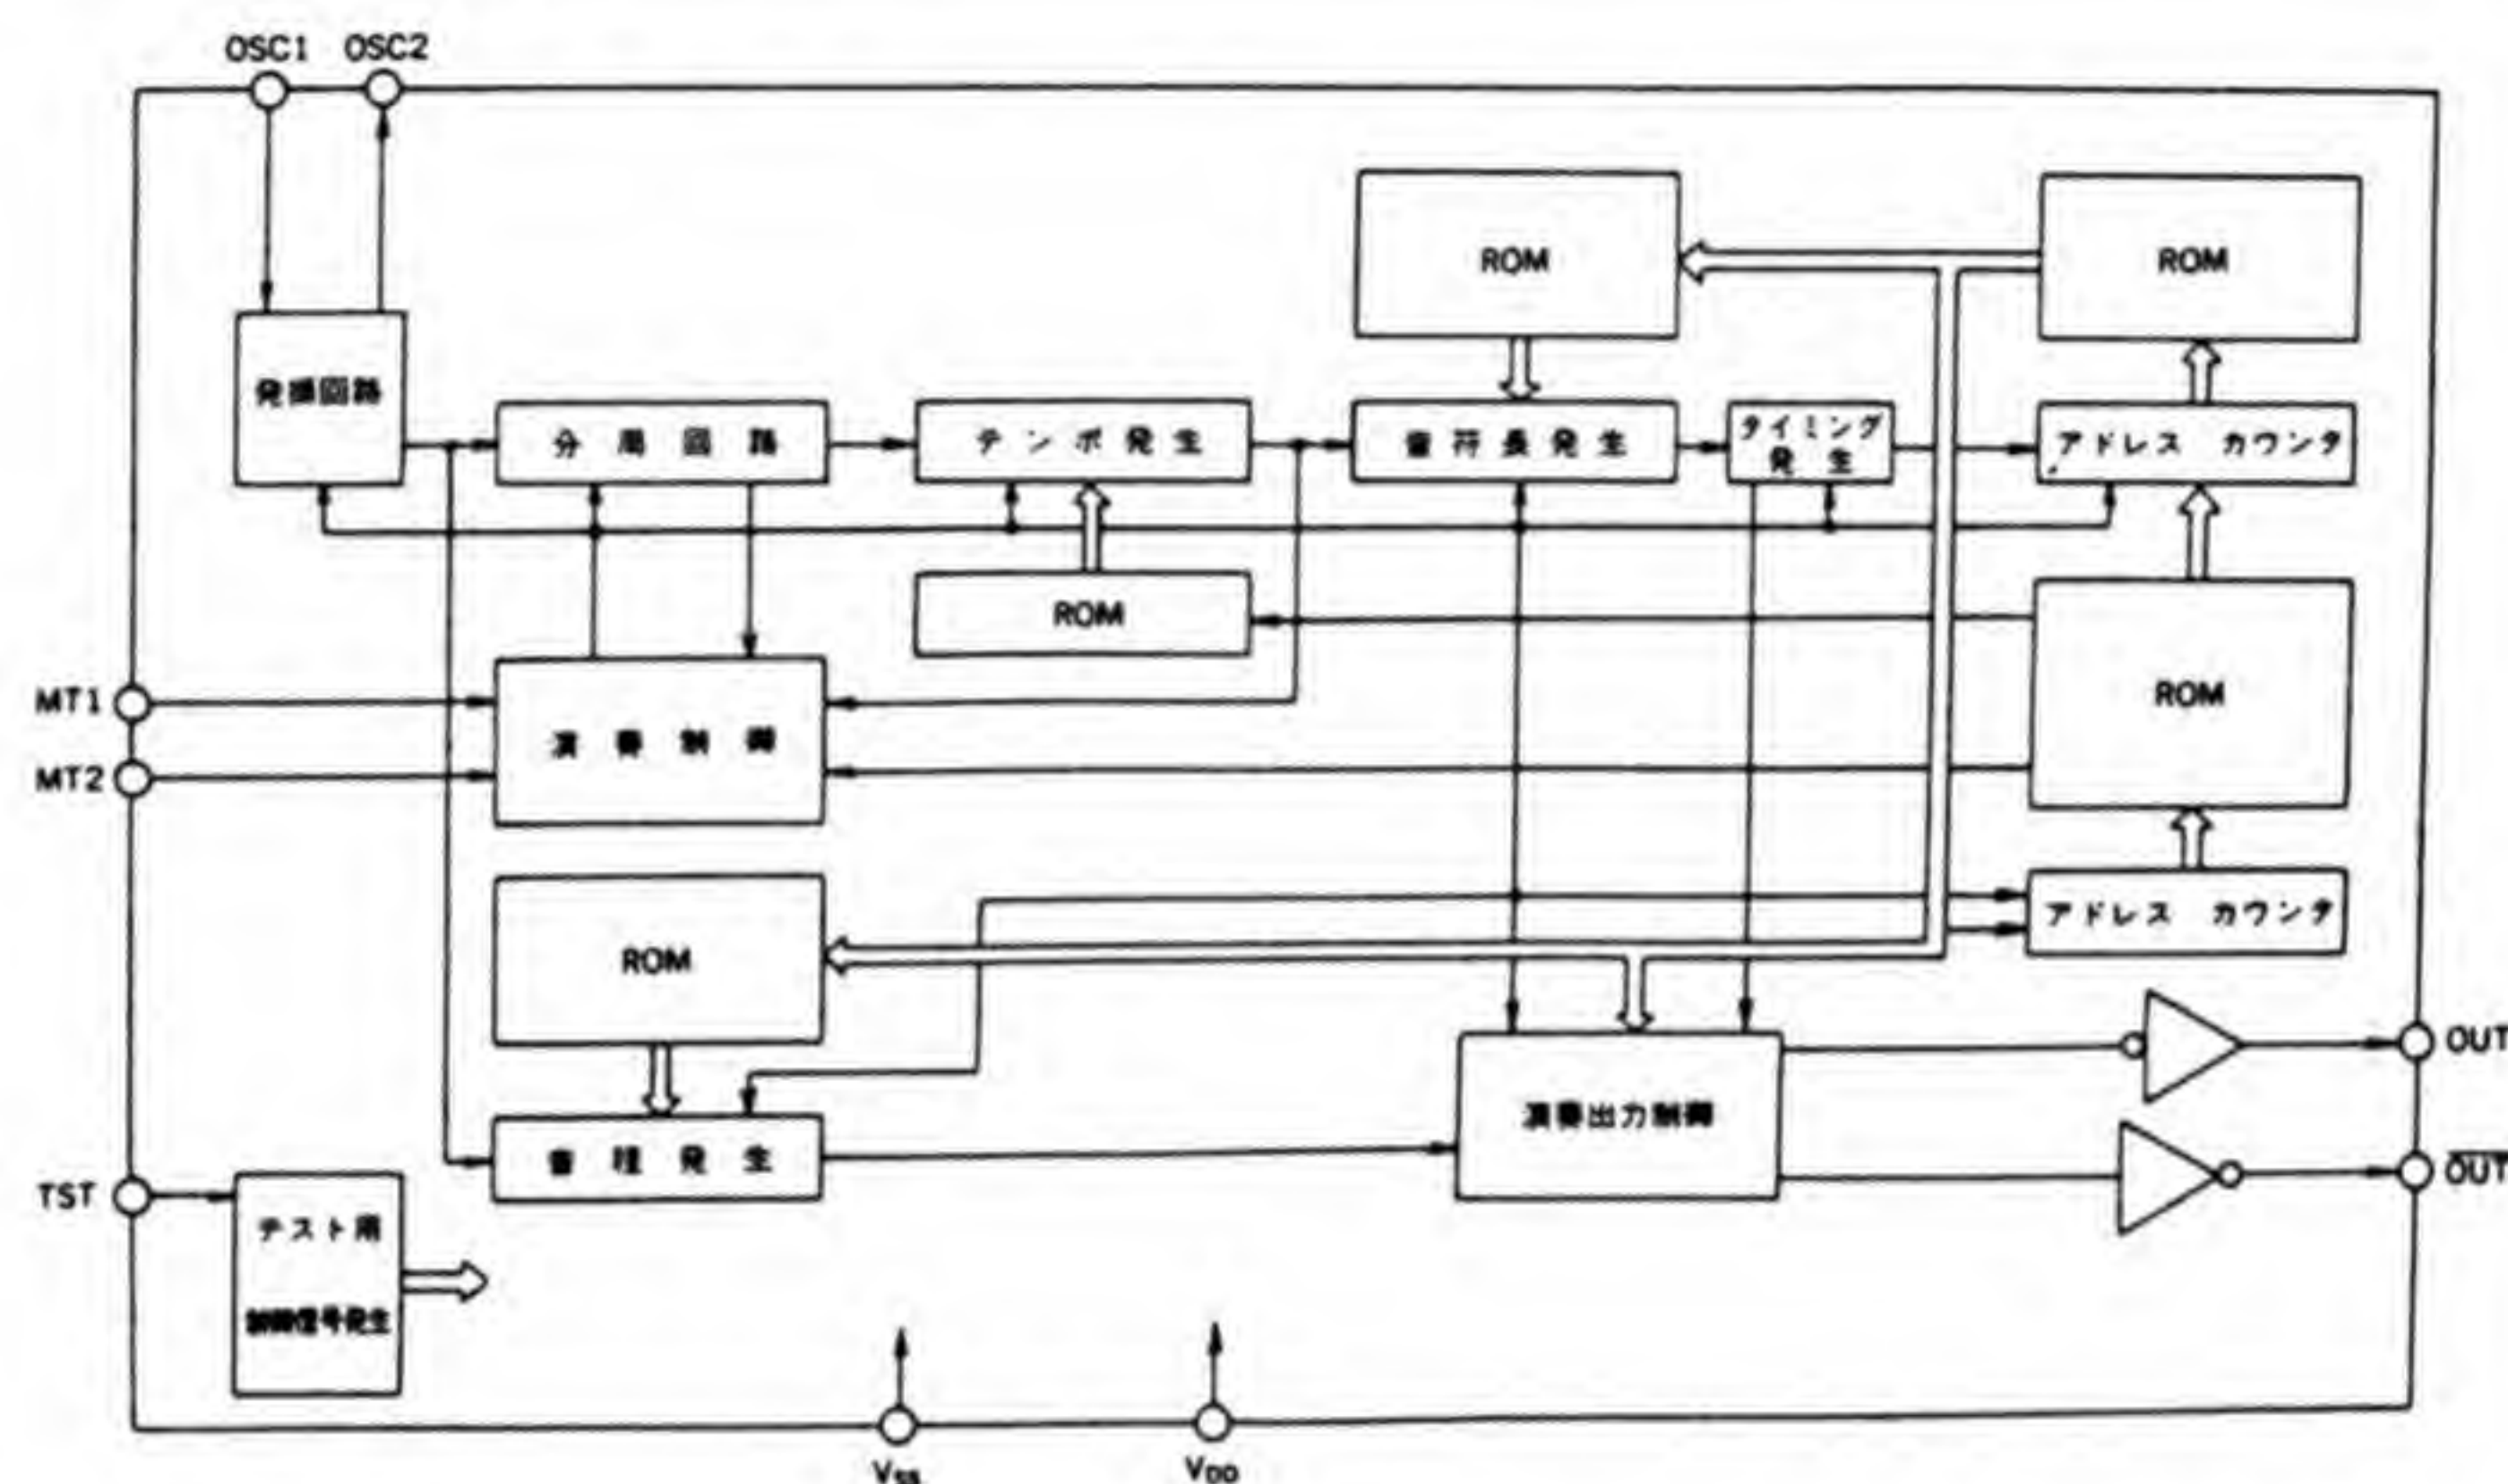 OSC1 OSC2
ROM
ROM
発振回路
分周回路
テンポ発生
音符長発生
タイミング
発生
アドレス カウンタ
ROM
ROM
MT1
演奏制御
MT2
ROM
アドレス カウンタ
OUT
演奏出力制御
音程発生
OUT
TST
テスト用
制御信号発生
VSS
VDD